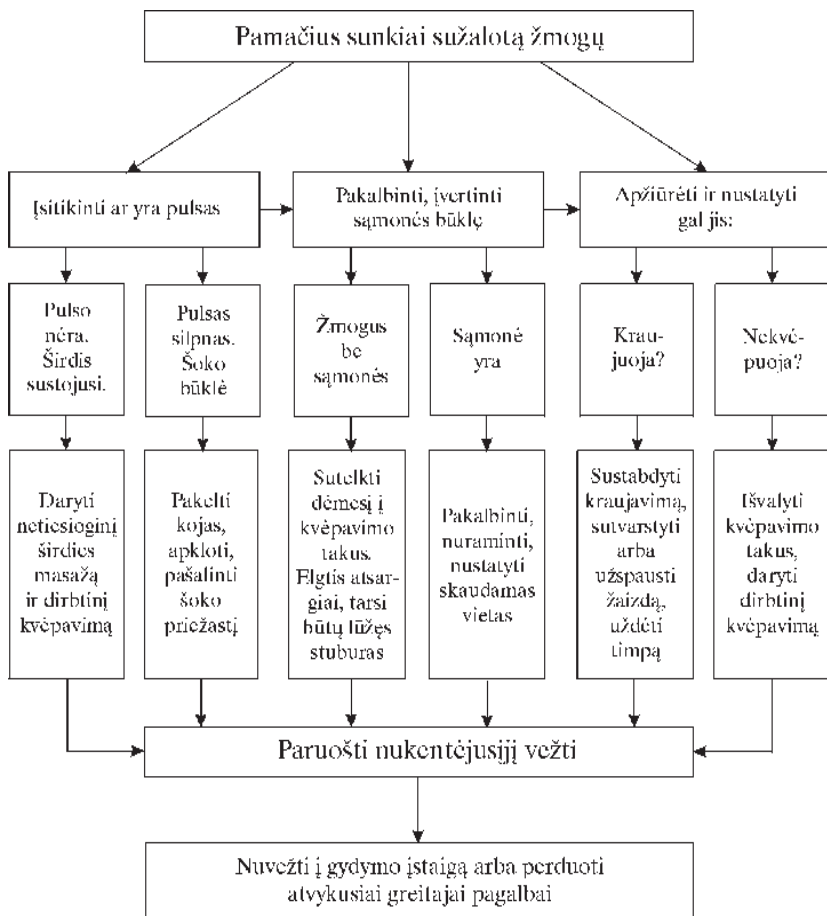 Pamačius sunkiai sužalotą žmogų
Įsitikinti ar yra pulsas
Pakalbinti, įvertinti
sąmonės būklę
Apžiūrėti ir nustatyti
gal jis:
Pulso
nėra.
Širdis
sustojusi.
Pulsas
silpnas.
Šoko
būklė
Žmogus
be
sąmonės
Sąmonė
yra
Krau-
juoja?
Nekvė-
puoja?
Daryti
netiesioginį
širdies
masažą
ir dirbtinį
kvėpavimą
Pakelti
kojas,
apkloti,
pašalinti
šoko
priežastį
Sutelkti
dėmesį į
kvėpavimo
takus.
Elgtis atsar-
giai, tarsi
būtų lūžęs
stuburas
Pakalbinti,
nuraminti,
nustatyti
skaudamas
vietas
Sustabdyti
kraujavimą,
sutvarstyti
arba
užspausti
žaizdą,
uždėti
timpą
Išvalyti
kvėpavimo
takus,
daryti
dirbtinį
kvėpavimą
Paruošti nukentėjusįjį vežti
Nuvežti į gydymo įstaigą arba perduoti
atvykusiai greitajai pagalbai